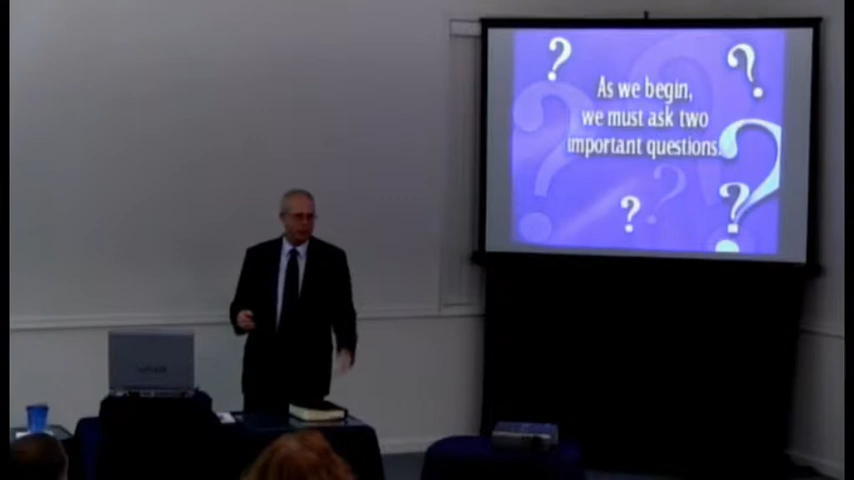 As we begin,
we must ask two
important questions.